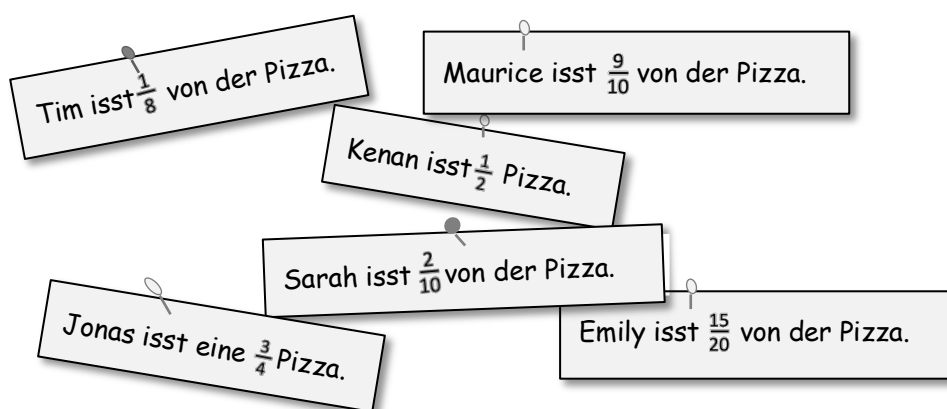 Tim isst 1/8 von der Pizza.
Maurice isst 9/10 von der Pizza.
Kenan isst 1/2 Pizza.
Sarah isst 2/10 von der Pizza.
Jonas isst eine 3/4 Pizza.
Emily isst 15/20 von der Pizza.